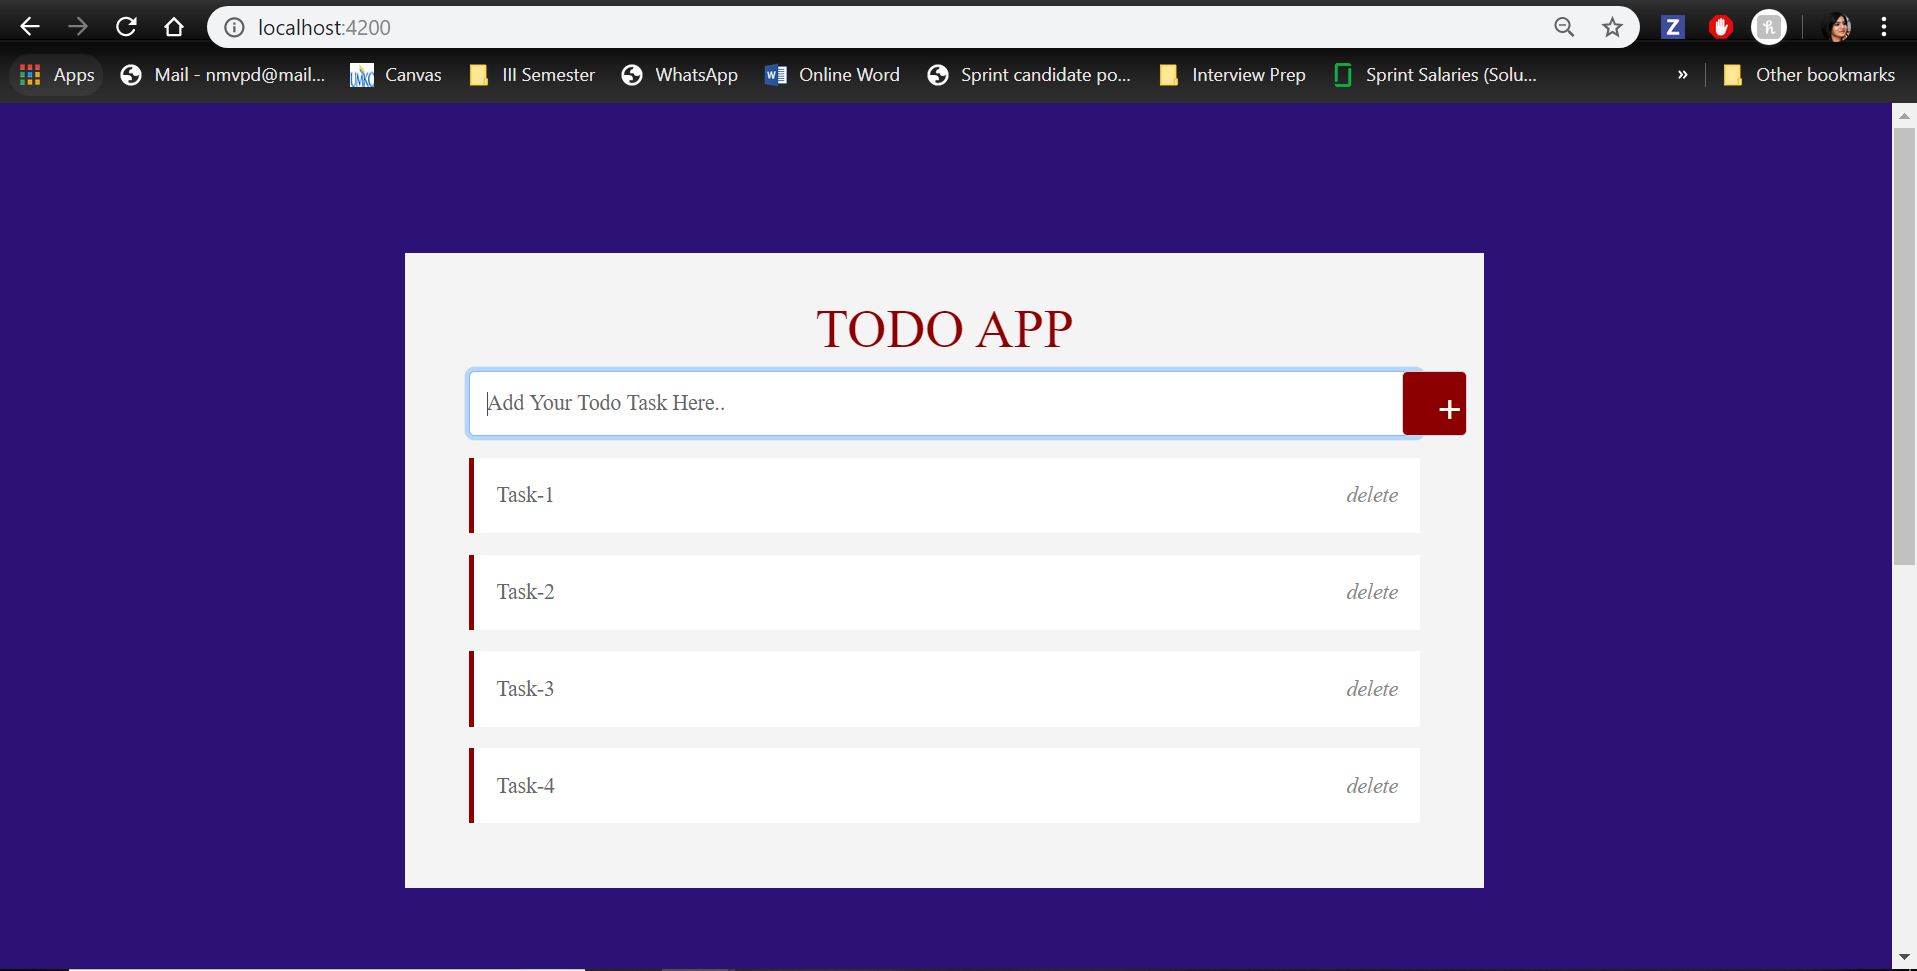 localhost:4200
Apps Mail - nmvpd@mail... Canvas III Semester WhatsApp Online Word Sprint candidate po... Interview Prep Sprint Salaries (Solu... » Other bookmarks
TODO APP
Add Your Todo Task Here..
+
Task-1 delete
Task-2 delete
Task-3 delete
Task-4 delete